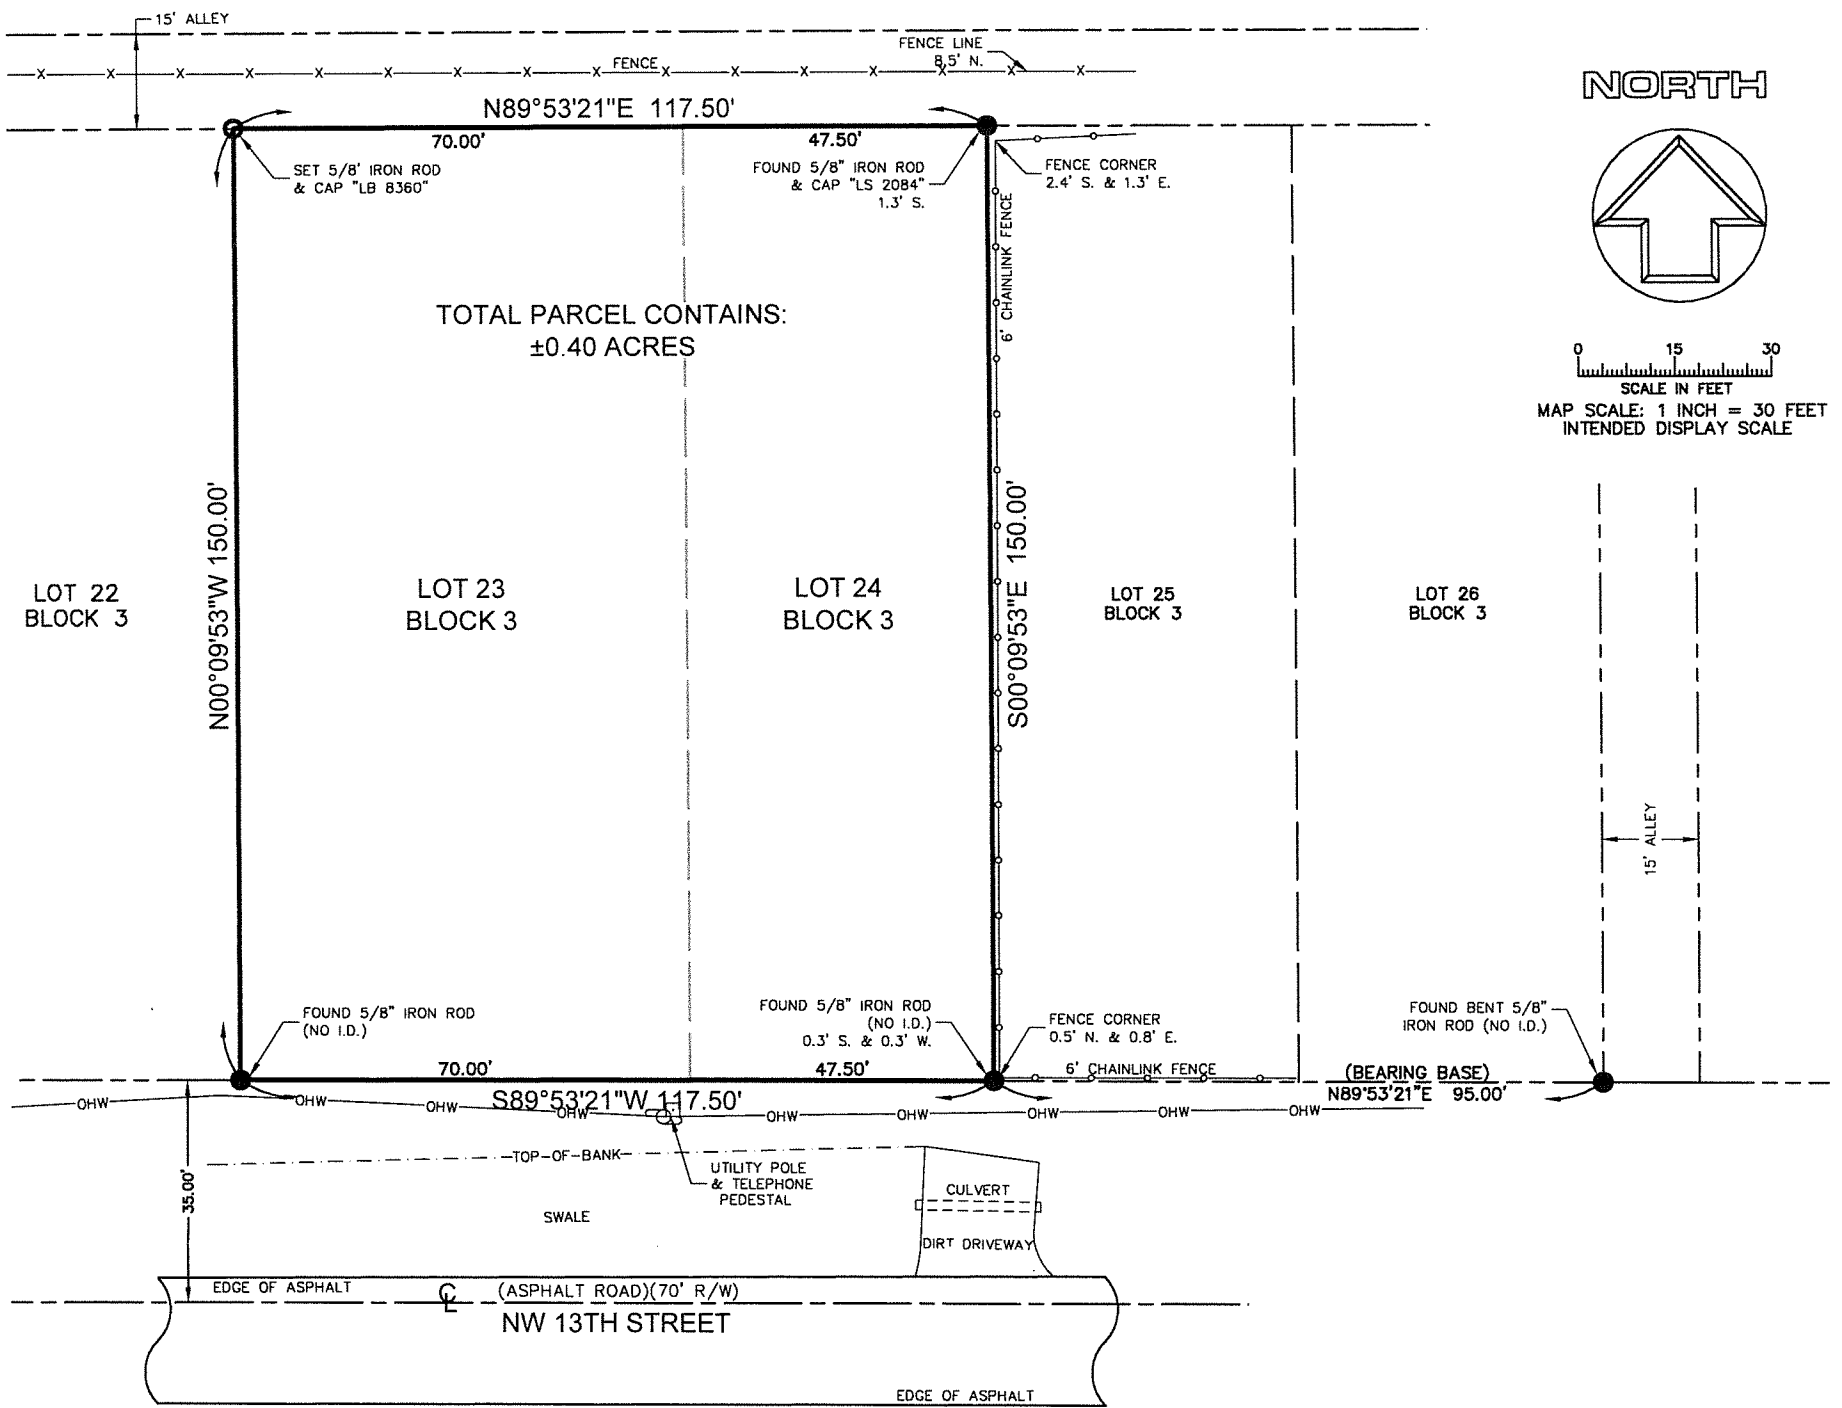 15' ALLEY
FENCE LINE
8.5' N.
X X X X X X X X X FENCE X X X X X X X
NORTH
N89°53'21"E 117.50'
70.00'
47.50'
SET 5/8' IRON ROD
& CAP "LB 8360"
FOUND 5/8" IRON ROD
& CAP "LS 2084"
1.3' S.
FENCE CORNER
2.4' S. & 1.3' E.
6' CHAINLINK FENCE
TOTAL PARCEL CONTAINS:
±0.40 ACRES
0 15 30
SCALE IN FEET
MAP SCALE: 1 INCH = 30 FEET
INTENDED DISPLAY SCALE
N00°09'53"W 150.00'
S00°09'53"E 150.00'
LOT 22
BLOCK 3
LOT 23
BLOCK 3
LOT 24
BLOCK 3
LOT 25
BLOCK 3
LOT 26
BLOCK 3
15' ALLEY
FOUND 5/8" IRON ROD
(NO I.D.)
FOUND 5/8" IRON ROD
(NO I.D.)
0.3' S. & 0.3' W.
FENCE CORNER
0.5' N. & 0.8' E.
FOUND BENT 5/8"
IRON ROD (NO I.D.)
70.00'
47.50'
6' CHAINLINK FENCE
(BEARING BASE)
N89°53'21"E 95.00'
S89°53'21"W 117.50'
OHW OHW OHW OHW OHW OHW OHW OHW OHW
TOP-OF-BANK
UTILITY POLE
& TELEPHONE
PEDESTAL
35.00'
SWALE
CULVERT
DIRT DRIVEWAY
EDGE OF ASPHALT
CL
(ASPHALT ROAD)(70' R/W)
NW 13TH STREET
EDGE OF ASPHALT